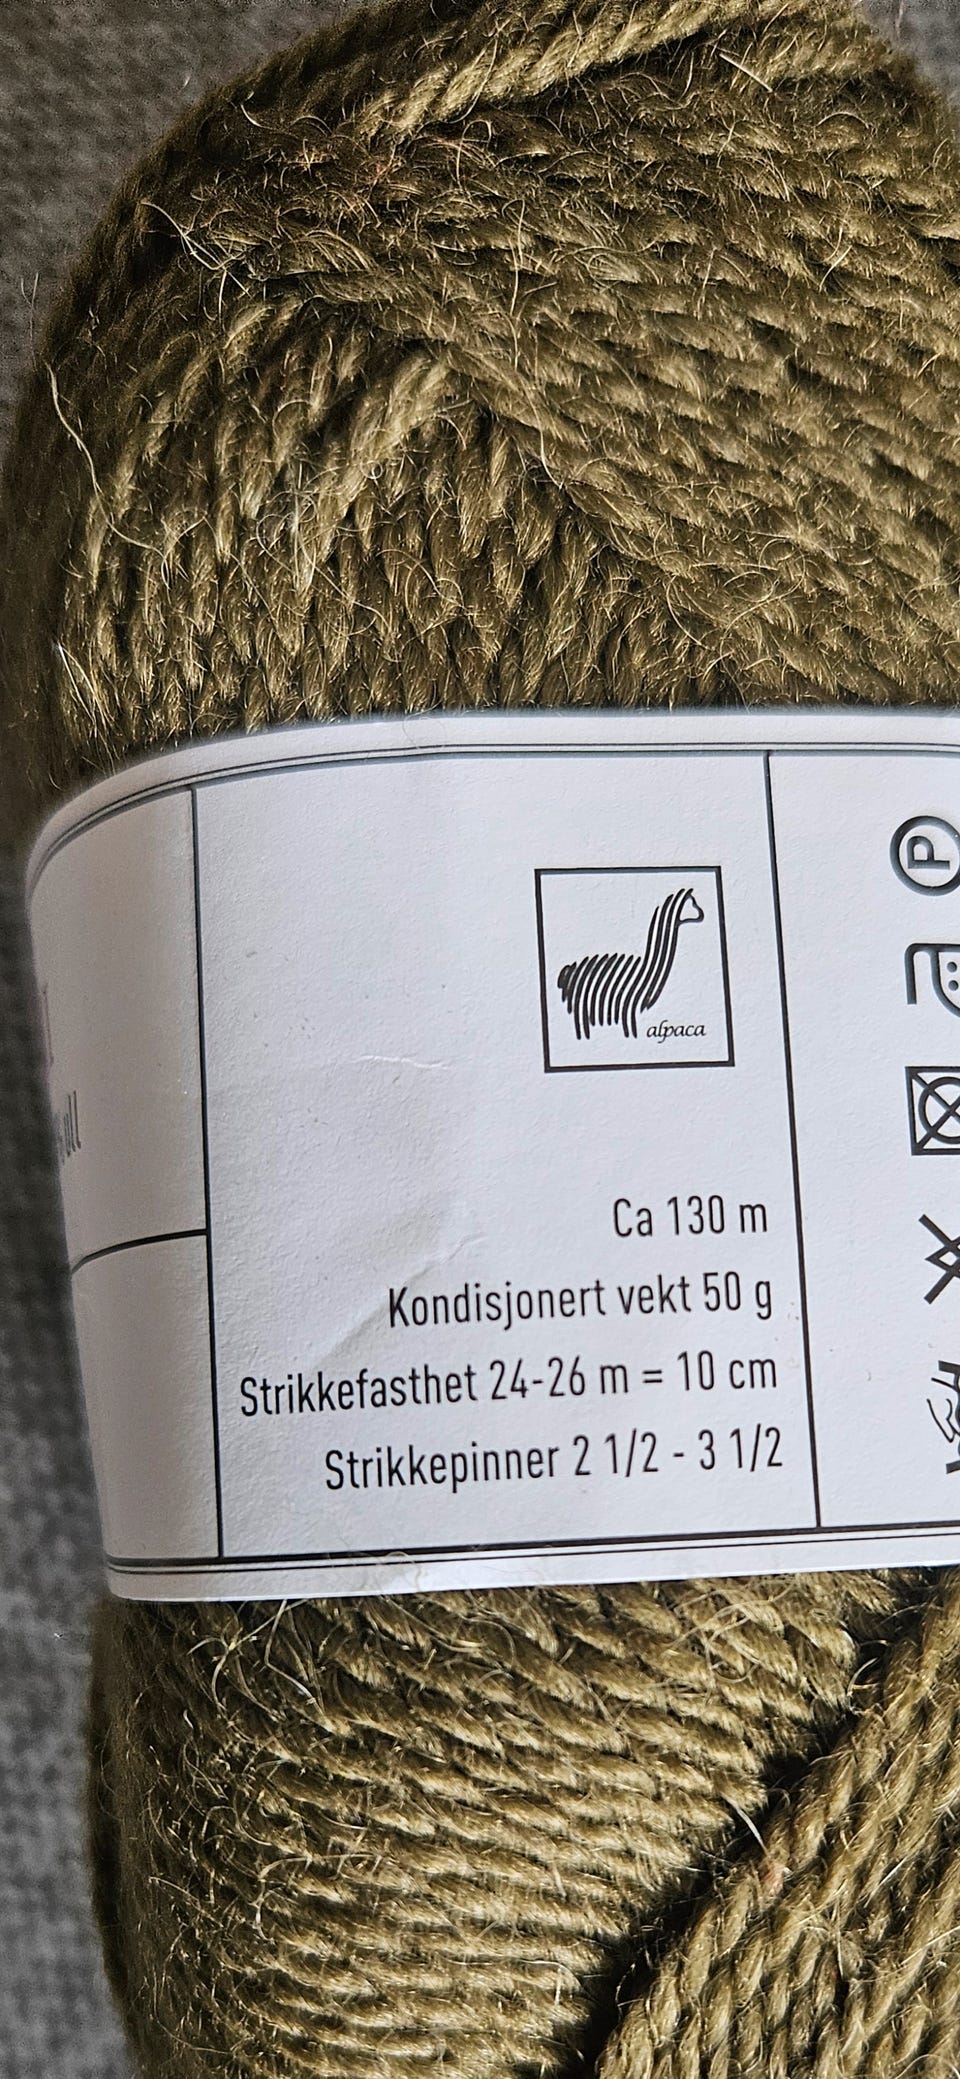 alpaca
Ca 130 m
Kondisjonert vekt 50 g
Strikkefasthet 24-26 m = 10 cm
Strikkepinner 2 1/2 - 3 1/2
P